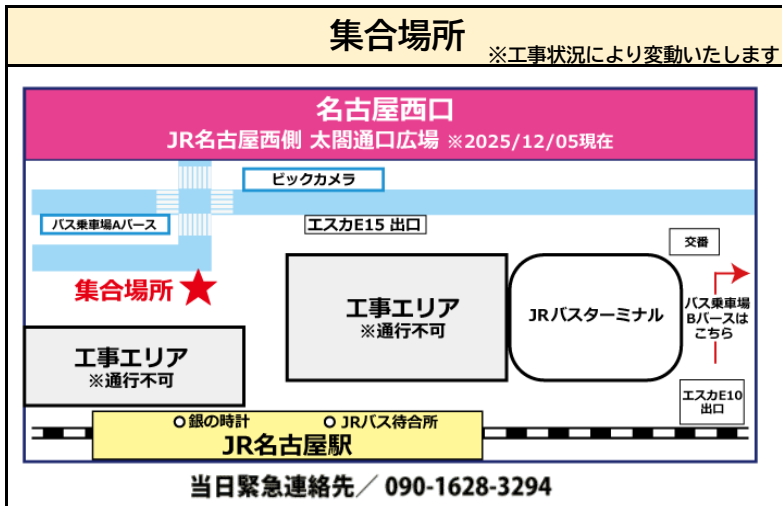 集合場所
※工事状況により変動いたします
名古屋西口
JR名古屋西側 太閤通口広場 ※2025/12/05現在
ビックカメラ
バス乗車場Aバース
エスカE15 出口
交番
集合場所
工事エリア
※通行不可
JRバスターミナル
バス乗車場
Bバースは
こちら
工事エリア
※通行不可
エスカE10
出口
銀の時計
JRバス待合所
JR名古屋駅
当日緊急連絡先／ 090-1628-3294